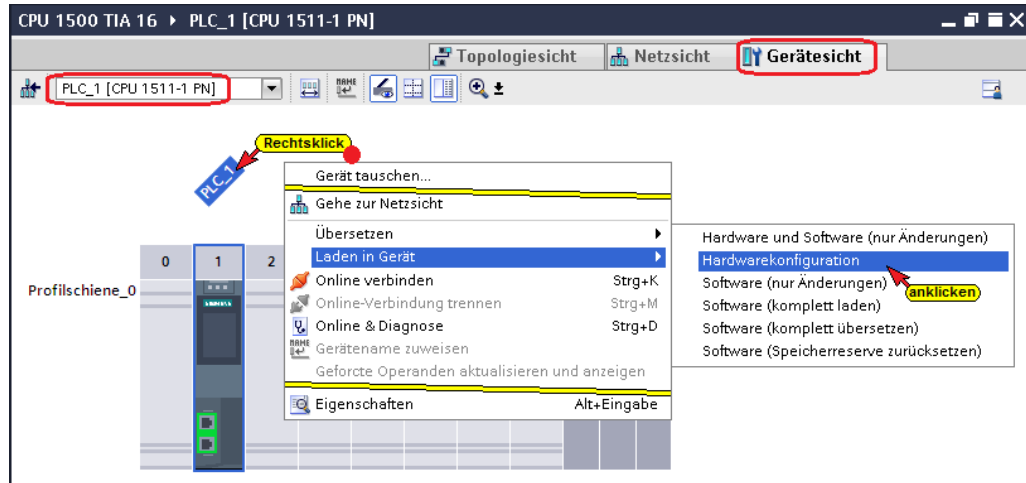 CPU 1500 TIA 16 ▸ PLC_1 [CPU 1511-1 PN]
Topologiesicht Netzsicht Gerätesicht
PLC_1 [CPU 1511-1 PN]
NAME
Rechtsklick
PLC_1
Gerät tauschen...
Gehe zur Netzsicht
Übersetzen
Laden in Gerät
Online verbinden Strg+K
Online-Verbindung trennen Strg+M
Online & Diagnose Strg+D
NAME Gerätename zuweisen
Geforcte Operanden aktualisieren und anzeigen
Eigenschaften Alt+Eingabe
Hardware und Software (nur Änderungen)
Hardwarekonfiguration
Software (nur Änderungen)
anklicken
Software (komplett laden)
Software (komplett übersetzen)
Software (Speicherreserve zurücksetzen)
0 1 2
Profilschiene_0
SIEMENS